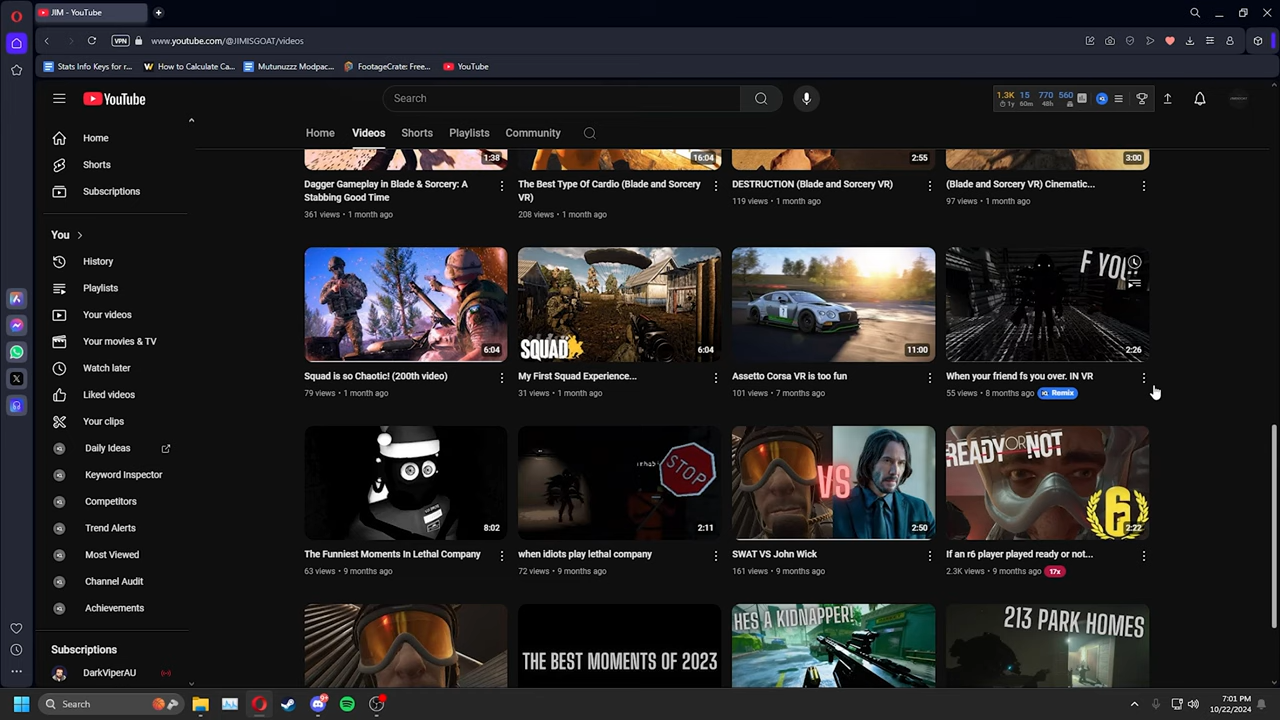 JIM - YouTube
VPN
www.youtube.com/@JIMISGOAT/videos
Stats Info Keys for r...
How to Calculate Ca...
Mutunuzzz Modpac...
FootageCrate: Free...
YouTube
YouTube
Search
1.3K 15 770 560
1y 60m 48h
Home
Shorts
Subscriptions
You
History
Playlists
Your videos
Your movies & TV
Watch later
Liked videos
Your clips
Daily Ideas
Keyword Inspector
Competitors
Trend Alerts
Most Viewed
Channel Audit
Achievements
Subscriptions
DarkViperAU
Home Videos Shorts Playlists Community
1:38
16:04
2:55
3:00
Dagger Gameplay in Blade & Sorcery: A
Stabbing Good Time
361 views • 1 month ago
The Best Type Of Cardio (Blade and Sorcery
VR)
208 views • 1 month ago
DESTRUCTION (Blade and Sorcery VR)
119 views • 1 month ago
(Blade and Sorcery VR) Cinematic...
97 views • 1 month ago
6:04
Squad is so Chaotic! (200th video)
79 views • 1 month ago
SQUAD
6:04
My First Squad Experience...
31 views • 1 month ago
11:00
Assetto Corsa VR is too fun
101 views • 7 months ago
F YOU
2:26
When your friend fs you over. IN VR
55 views • 8 months ago Remix
8:02
The Funniest Moments In Lethal Company
63 views • 9 months ago
STOP
2:11
when idiots play lethal company
72 views • 9 months ago
VS
2:50
SWAT VS John Wick
161 views • 9 months ago
READY OR NOT
6
2:22
If an r6 player played ready or not...
2.3K views • 9 months ago 17x
THE BEST MOMENTS OF 2023
HES A KIDNAPPER!
213 PARK HOMES
Search
7:01 PM
10/22/2024